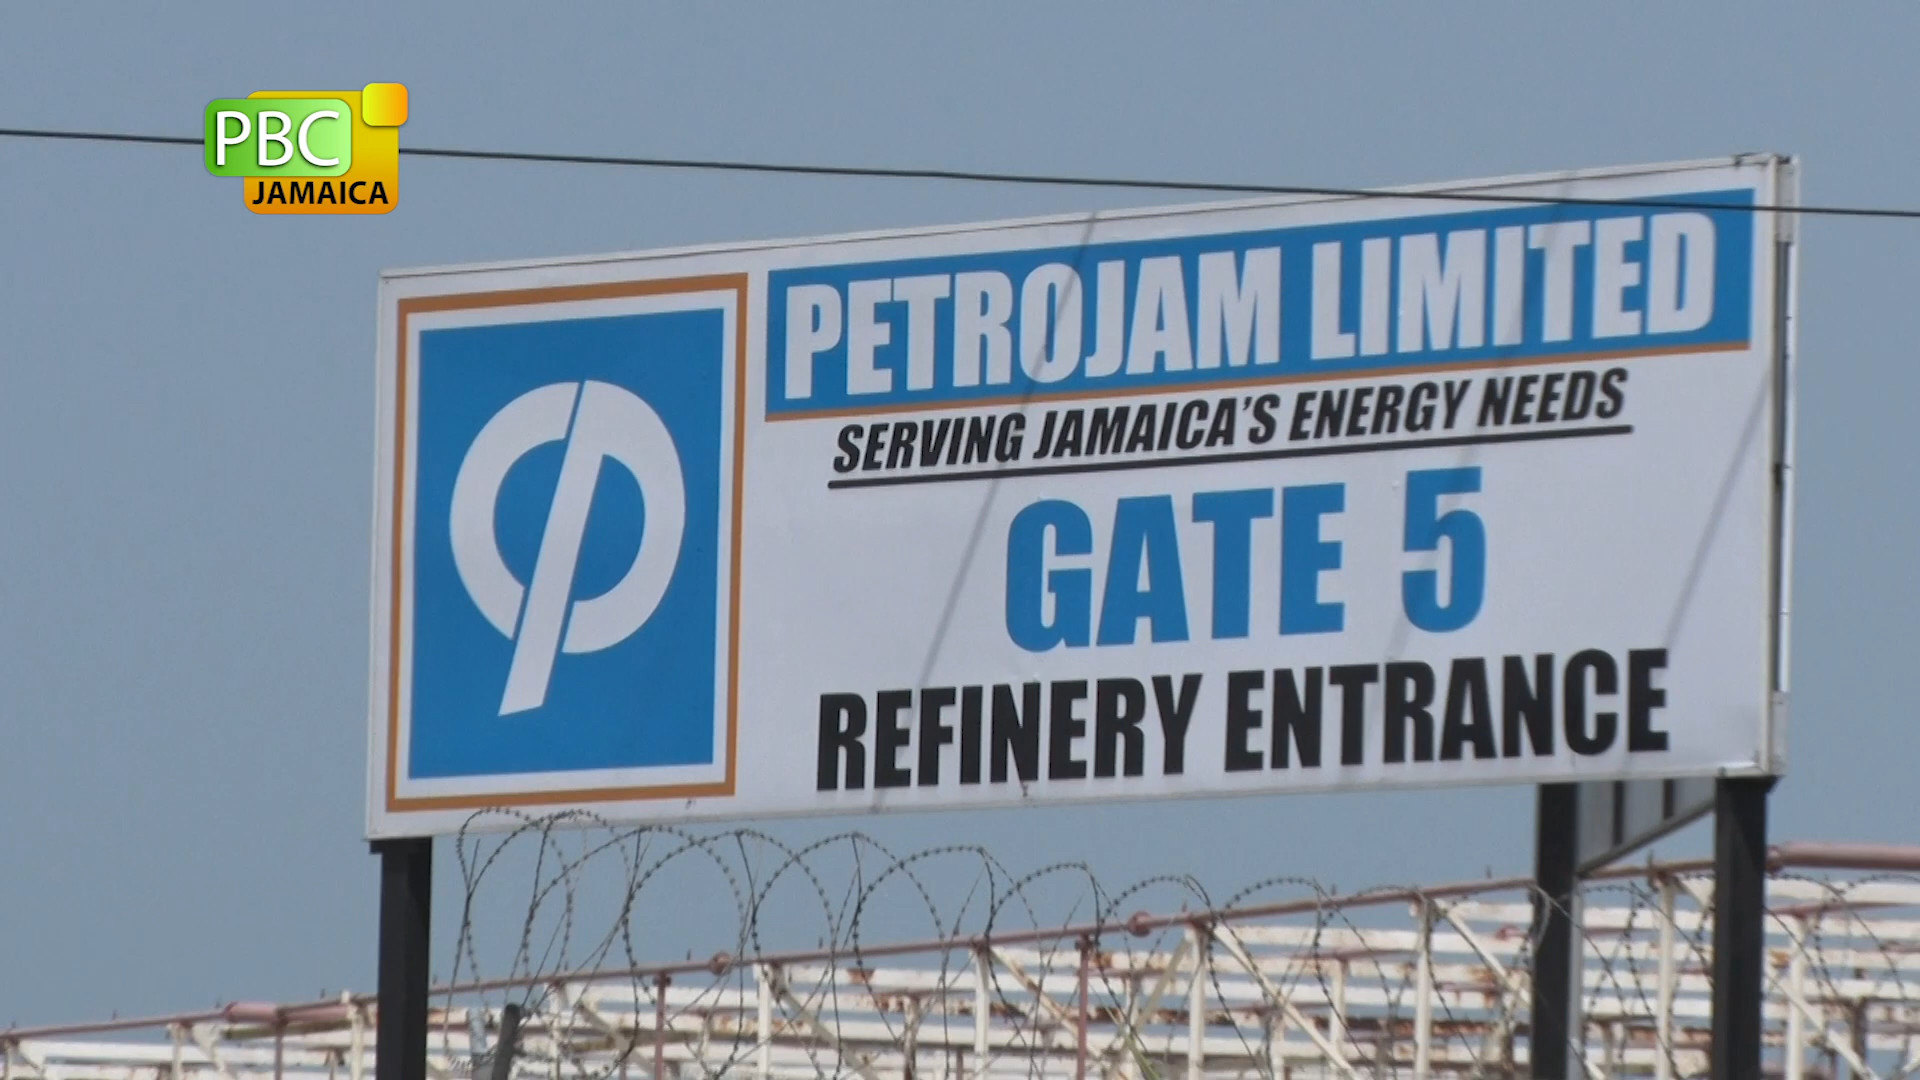 PBC
JAMAICA
PETROJAM LIMITED
SERVING JAMAICA'S ENERGY NEEDS
GATE 5
REFINERY ENTRANCE